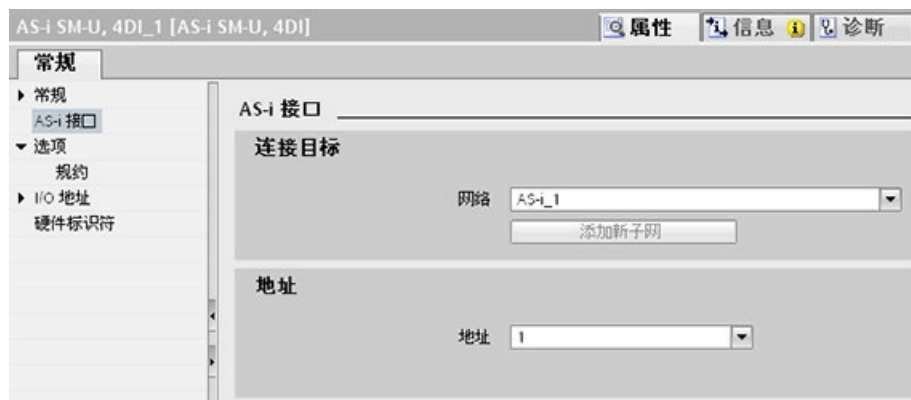 AS-i SM-U, 4DI_1 [AS-i SM-U, 4DI]
属性
信息
诊断
常规
常规
AS-i 接口
选项
规约
I/O 地址
硬件标识符
AS-i 接口
连接目标
网络
AS-i_1
添加新子网
地址
地址
1